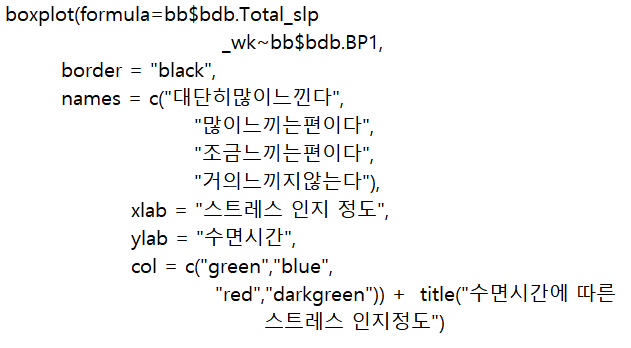 boxplot(formula=bb$bdb.Total_slp
_wk~bb$bdb.BP1,
border = "black",
names = c("대단히많이느낀다",
"많이느끼는편이다",
"조금느끼는편이다",
"거의느끼지않는다"),
xlab = "스트레스 인지 정도",
ylab = "수면시간",
col = c("green","blue",
"red","darkgreen")) + title("수면시간에 따른
스트레스 인지정도")